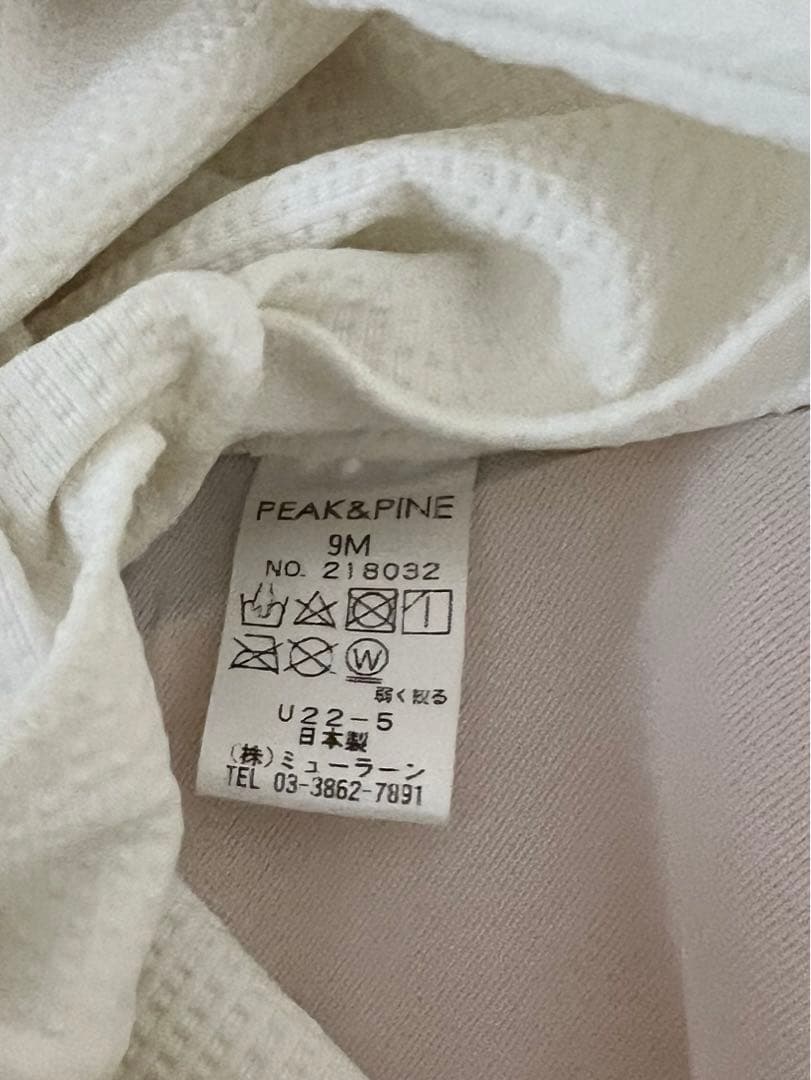 PEAK&PINE
9M
NO. 218032
W
弱く絞る
U22-5
日本製
(株)ミューラーン
TEL 03-3862-7891